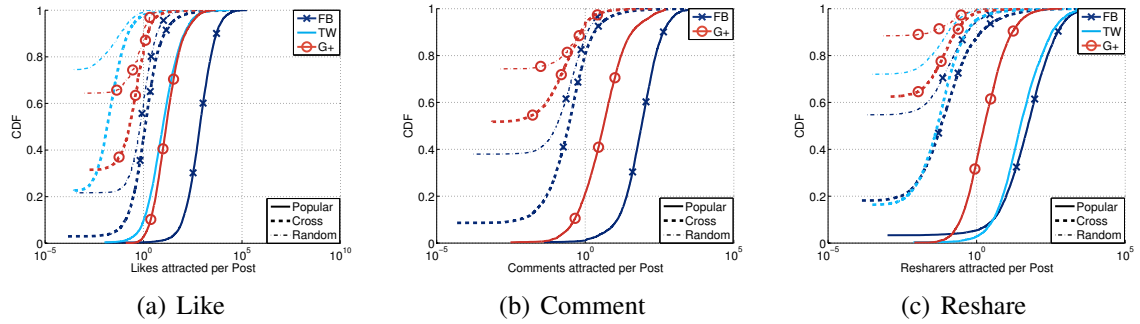 1
0.8
0.6
0.4
0.2
0
CDF
10^-5
10^0
10^5
10^10
Likes attracted per Post
FB
TW
G+
Popular
Cross
Random
(a) Like
1
0.8
0.6
0.4
0.2
0
CDF
10^-5
10^0
10^5
Comments attracted per Post
FB
G+
Popular
Cross
Random
(b) Comment
1
0.8
0.6
0.4
0.2
0
CDF
10^-5
10^0
10^5
Resharers attracted per Post
FB
TW
G+
Popular
Cross
Random
(c) Reshare